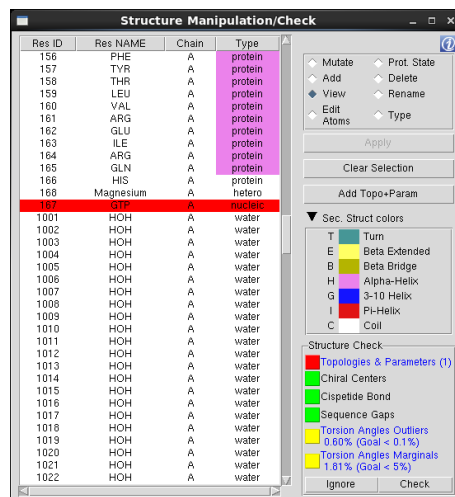 Structure Manipulation/Check
Res ID Res NAME Chain Type
156 PHE A protein
157 TYR A protein
158 THR A protein
159 LEU A protein
160 VAL A protein
161 ARG A protein
162 GLU A protein
163 ILE A protein
164 ARG A protein
165 GLN A protein
166 HIS A protein
168 Magnesium A hetero
167 GTP A nucleic
1001 HOH A water
1002 HOH A water
1003 HOH A water
1004 HOH A water
1005 HOH A water
1006 HOH A water
1007 HOH A water
1008 HOH A water
1009 HOH A water
1010 HOH A water
1011 HOH A water
1012 HOH A water
1013 HOH A water
1014 HOH A water
1015 HOH A water
1016 HOH A water
1017 HOH A water
1018 HOH A water
1019 HOH A water
1020 HOH A water
1021 HOH A water
1022 HOH A water
i
Mutate Prot. State
Add Delete
View Rename
Edit Atoms Type
Apply
Clear Selection
Add Topo+Param
Sec. Struct colors
T Turn
E Beta Extended
B Beta Bridge
H Alpha-Helix
G 3-10 Helix
I Pi-Helix
C Coil
Structure Check
Topologies & Parameters (1)
Chiral Centers
Cispetide Bond
Sequence Gaps
Torsion Angles Outliers
0.60% (Goal < 0.1%)
Torsion Angles Marginals
1.81% (Goal < 5%)
Ignore Check